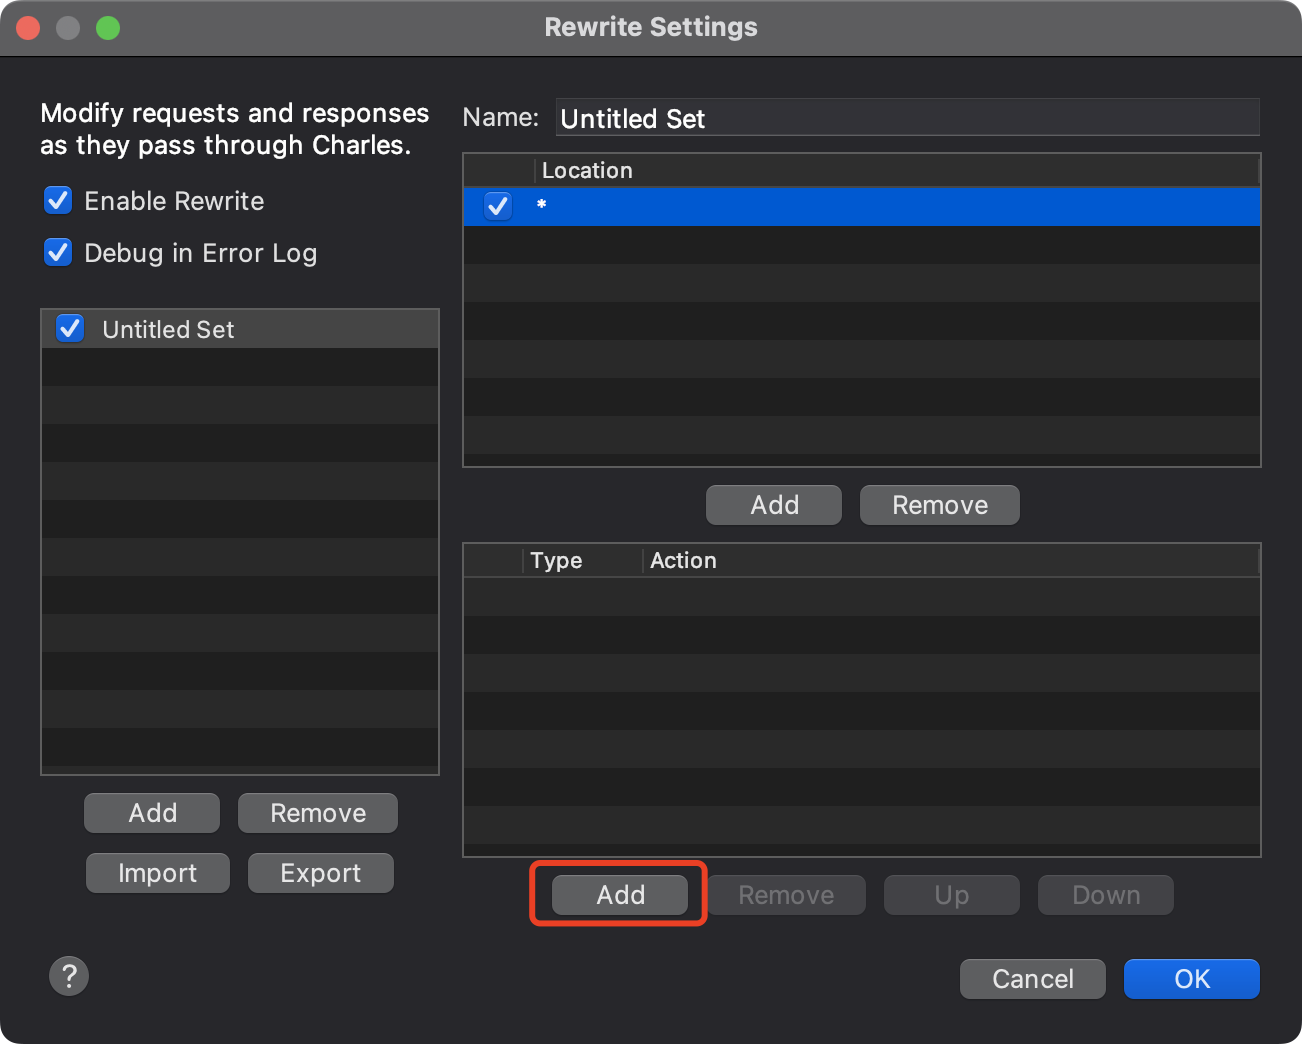 Rewrite Settings
Modify requests and responses
as they pass through Charles.
Enable Rewrite
Debug in Error Log
Untitled Set
Add Remove
Import Export
?
Name: Untitled Set
Location
*
Add Remove
Type Action
Add Remove Up Down
Cancel OK